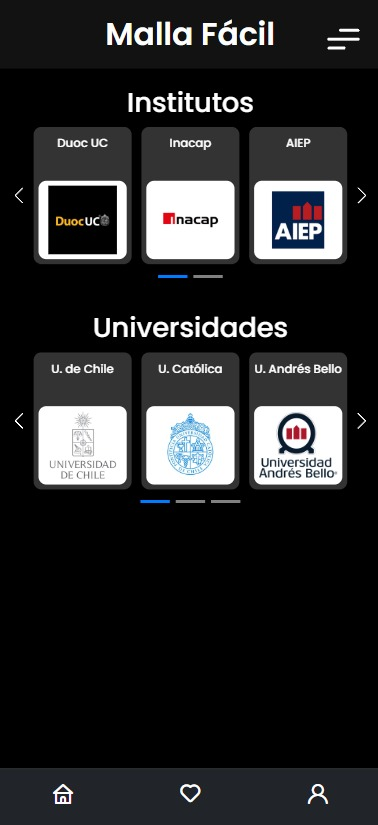 Malla Fácil
Institutos
Duoc UC
Inacap
AIEP
DuocUC
Inacap
AIEP
Universidades
U. de Chile
U. Católica
U. Andrés Bello
UNIVERSIDAD
DE CHILE
Universidad
Andrés Bello